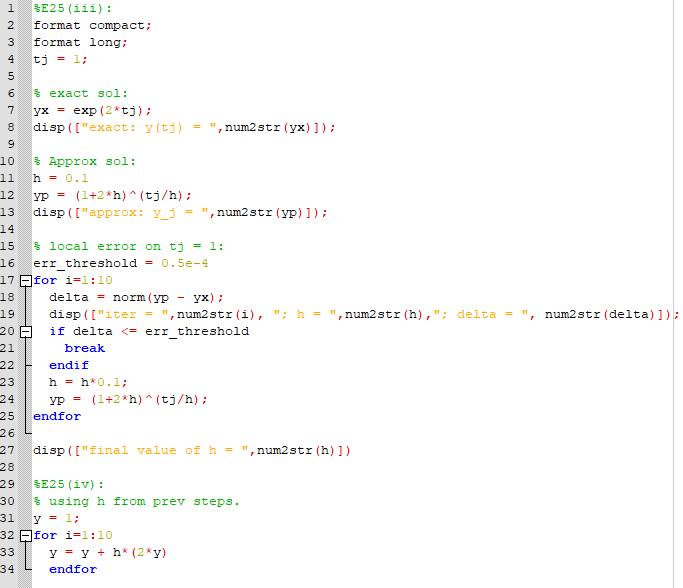 1 %E25(iii):
2 format compact;
3 format long;
4 tj = 1;
5
6 % exact sol:
7 yx = exp(2*tj);
8 disp(["exact: y(tj) = ",num2str(yx)]);
9
10 % Approx sol:
11 h = 0.1
12 yp = (1+2*h)^(tj/h);
13 disp(["approx: y_j = ",num2str(yp)]);
14
15 % local error on tj = 1:
16 err_threshold = 0.5e-4
17 for i=1:10
18   delta = norm(yp - yx);
19   disp(["iter = ",num2str(i), "; h = ",num2str(h),"; delta = ", num2str(delta)]);
20   if delta <= err_threshold
21     break
22   endif
23   h = h*0.1;
24   yp = (1+2*h)^(tj/h);
25 endfor
26
27 disp(["final value of h = ",num2str(h)])
28
29 %E25(iv):
30 % using h from prev steps.
31 y = 1;
32 for i=1:10
33   y = y + h*(2*y)
34   endfor